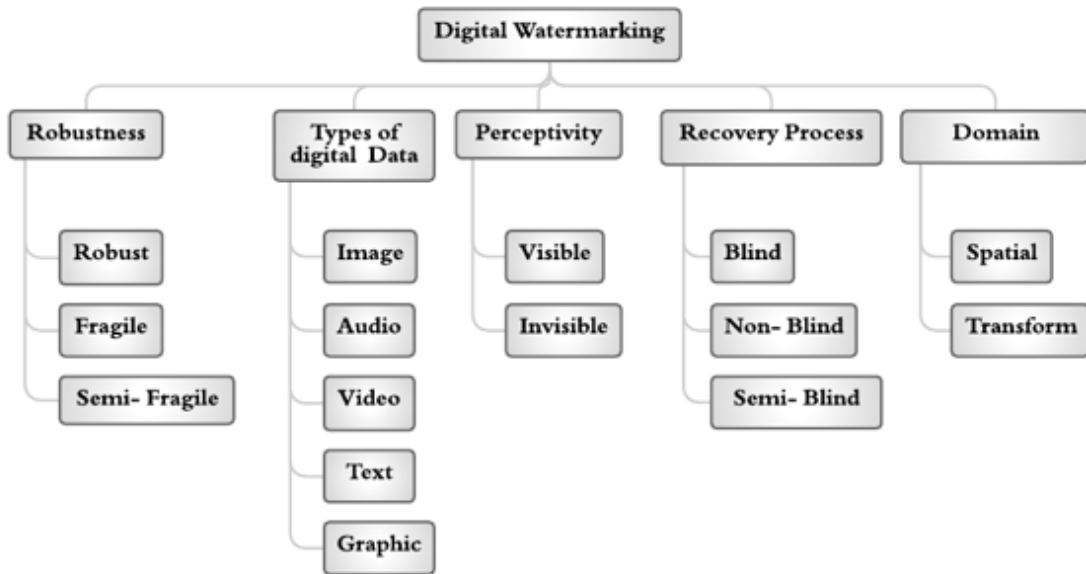 Digital Watermarking
Robustness
Types of
digital Data
Perceptivity
Recovery Process
Domain
Robust
Fragile
Semi- Fragile
Image
Audio
Video
Text
Graphic
Visible
Invisible
Blind
Non- Blind
Semi- Blind
Spatial
Transform